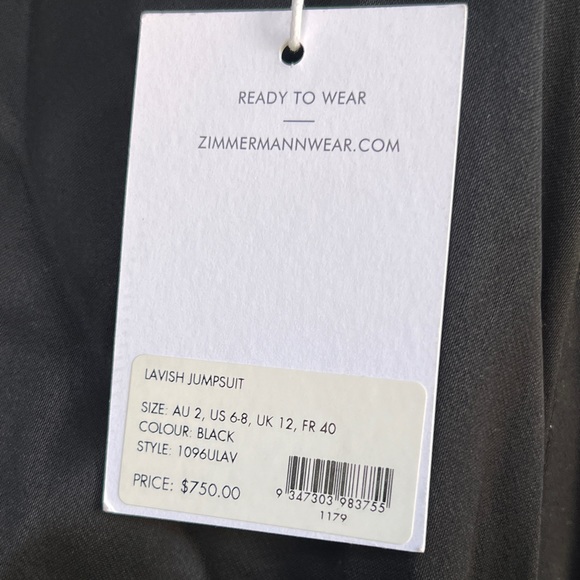 READY TO WEAR
ZIMMERMANNWEAR.COM
LAVISH JUMPSUIT
SIZE: AU 2, US 6-8, UK 12, FR 40
COLOUR: BLACK
STYLE: 1096ULAV
PRICE: $750.00
9 347303 983755
1179